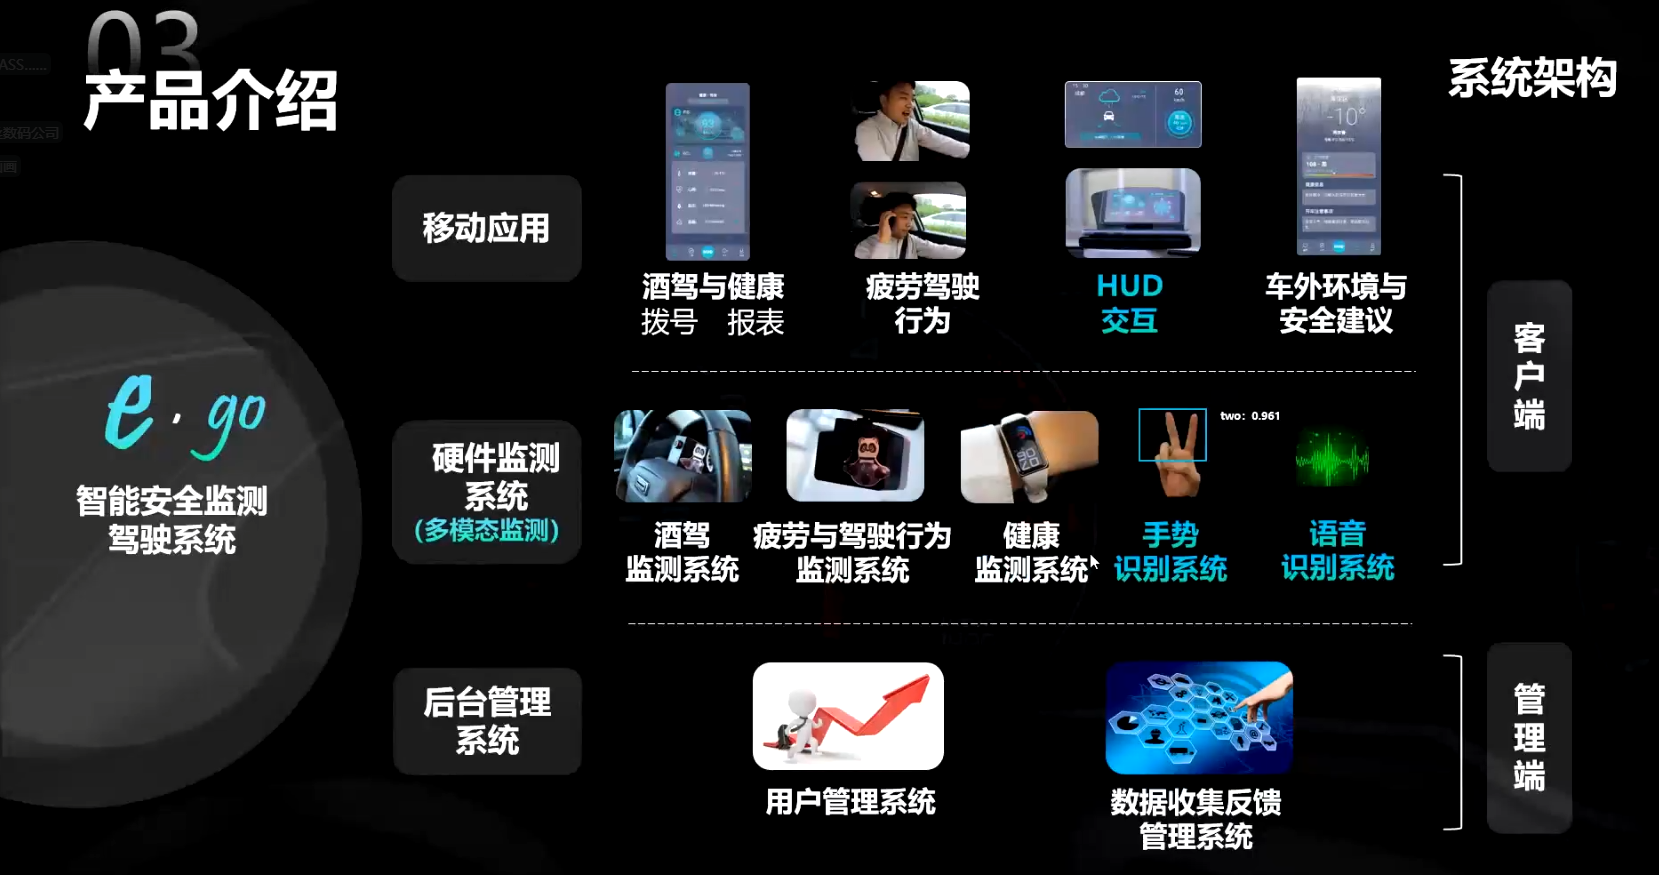 03
产品介绍
系统架构
ASS......
数码公司
移动应用
60
-10°
酒驾与健康
拨号 报表
疲劳驾驶
行为
HUD
交互
车外环境与
安全建议
客户端
e·go
智能安全监测
驾驶系统
硬件监测
系统
(多模态监测)
two: 0.961
酒驾
监测系统
疲劳与驾驶行为
监测系统
健康
监测系统
手势
识别系统
语音
识别系统
后台管理
系统
用户管理系统
数据收集反馈
管理系统
管理端